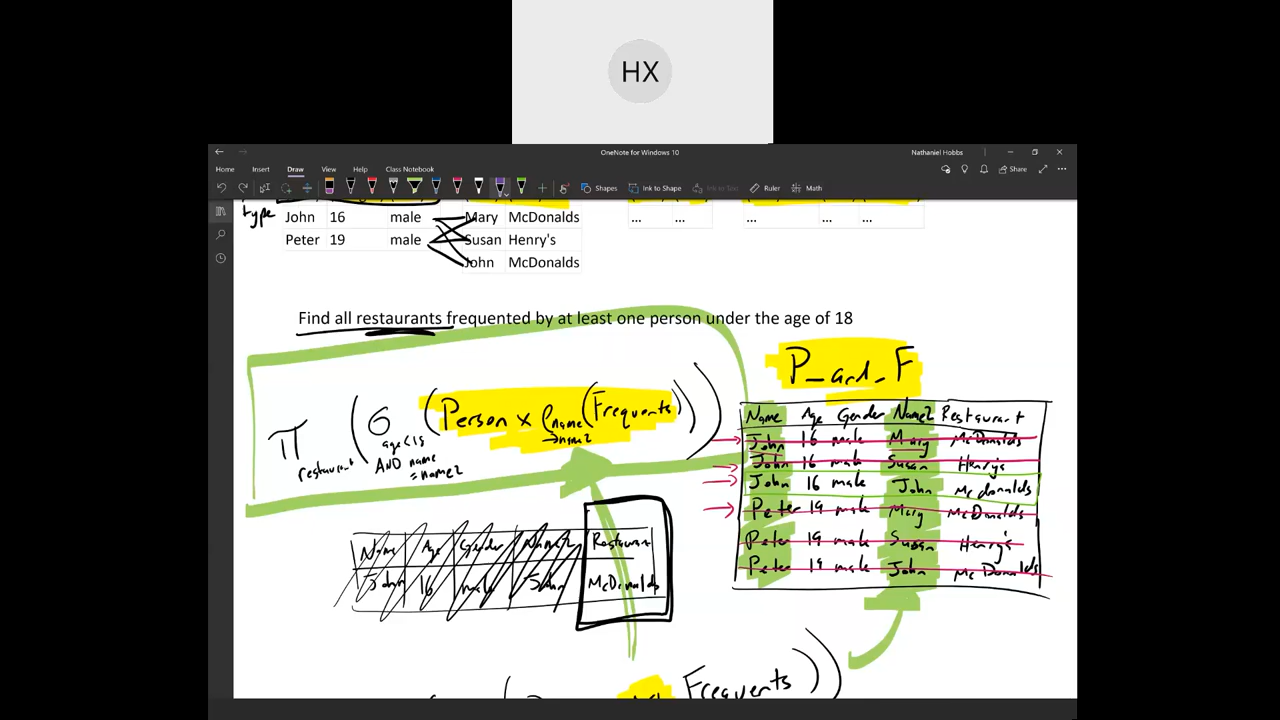 HX
OneNote for Windows 10
Nathaniel Hobbs
Home Insert Draw View Help Class Notebook
Share
Shapes Ink to Shape Ink to Text Ruler Math
type
John 16 male
Peter 19 male
Mary McDonalds
Susan Henry's
John McDonalds
... ...
... ... ...
Find all restaurants frequented by at least one person under the age of 18
P_and_F
π restaurant ( σ age<18 AND name = name2 ( Person × ρ name→name2 (Frequents) ) )
Name Age Gender Name2 Restaurant
John 16 male Mary McDonalds
John 16 male Susan Henry's
John 16 male John Mcdonalds
Peter 19 male Mary McDonalds
Peter 19 male Susan Henry's
Peter 19 male John McDonalds
Name Age Gender Name2 Restaurant
John 16 male John McDonalds
Frequents))